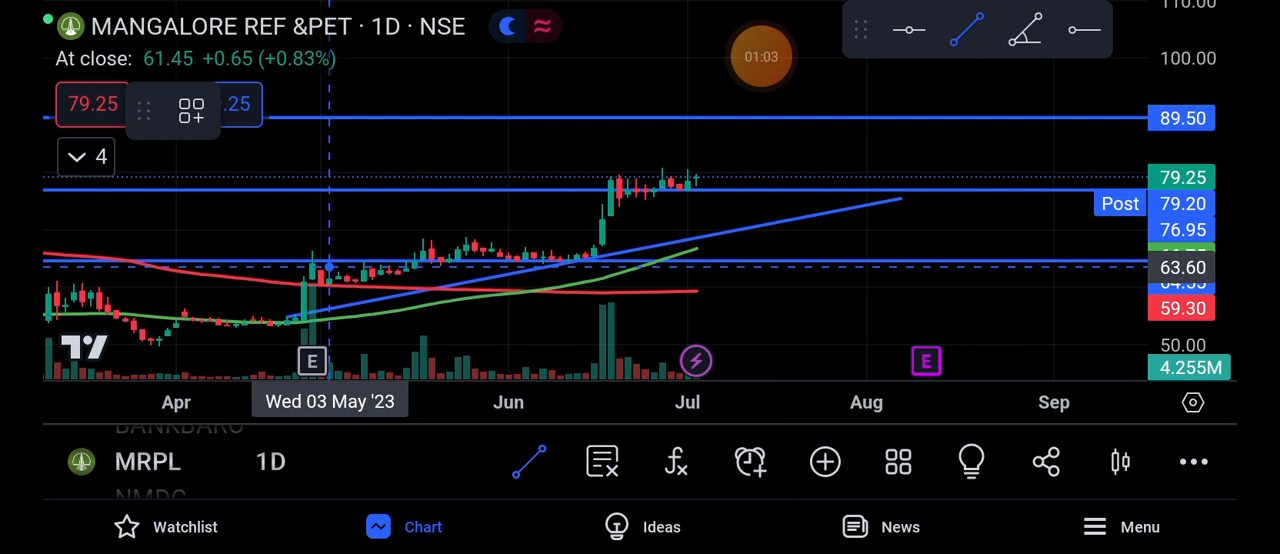 110.00
MANGALORE REF &PET · 1D · NSE
At close: 61.45 +0.65 (+0.83%)
01:03
100.00
79.25 .25
89.50
4
79.25
Post 79.20
76.95
63.60
59.30
50.00
E E
4.255M
Apr Wed 03 May '23 Jun Jul Aug Sep
BANKBARO
MRPL 1D
NMDC
Watchlist Chart Ideas News Menu